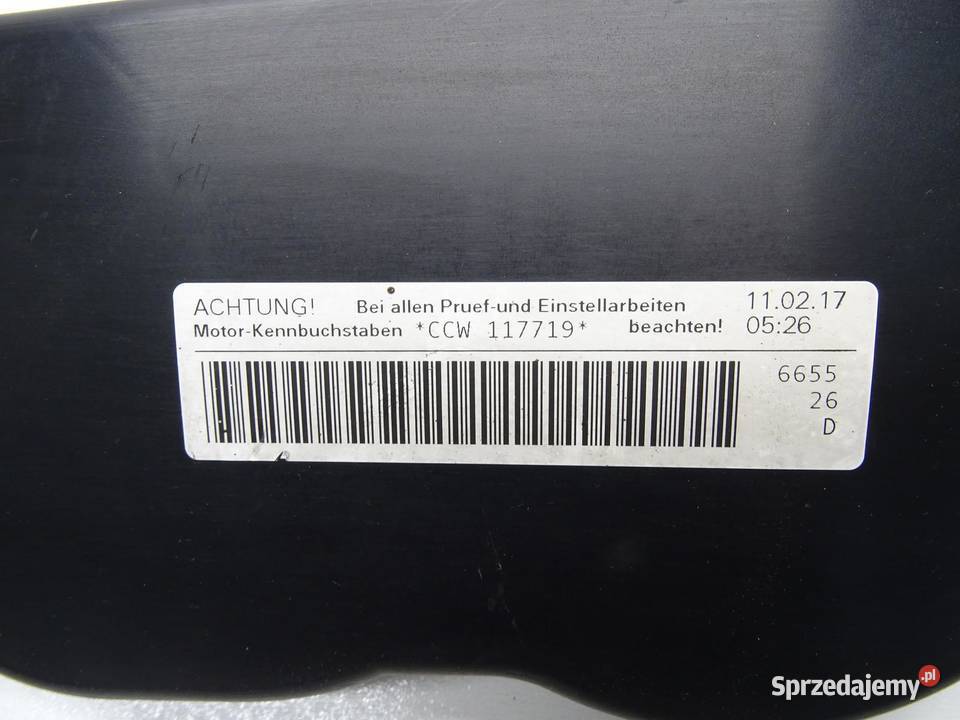 ACHTUNG! Bei allen Pruef-und Einstellarbeiten 11.02.17
Motor-Kennbuchstaben *CCW 117719* beachten! 05:26
6655
26
D
Sprzedajemy.pl